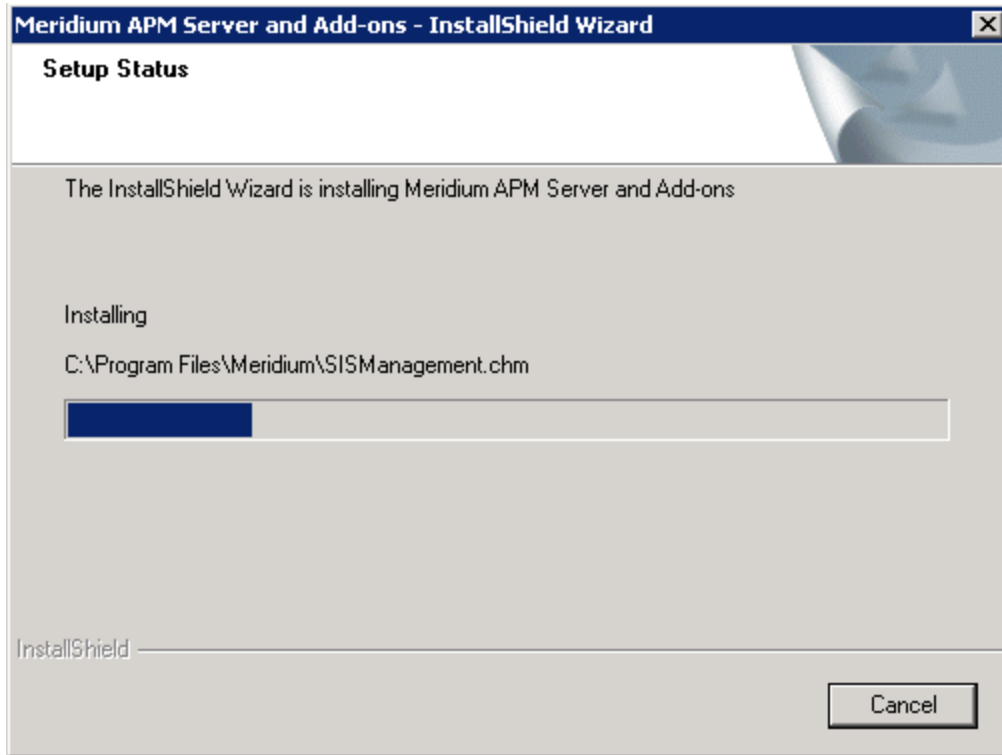 Meridium APM Server and Add-ons - InstallShield Wizard
Setup Status
The InstallShield Wizard is installing Meridium APM Server and Add-ons
Installing
C:\Program Files\Meridium\SISManagement.chm
InstallShield
Cancel